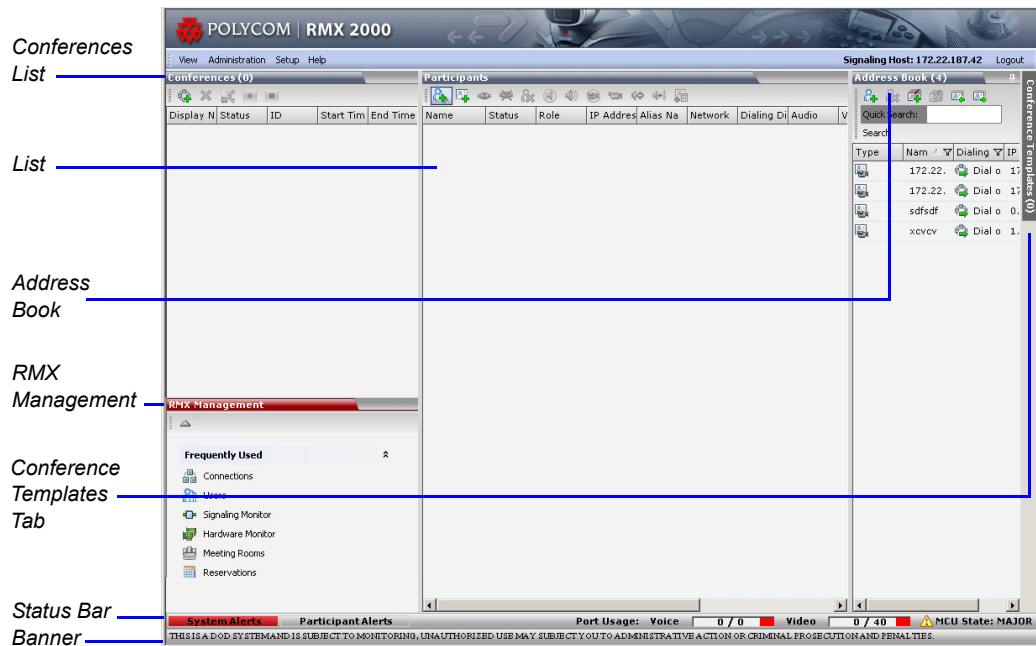 Conferences
List
List
Address
Book
RMX
Management
Conference
Templates
Tab
Status Bar
Banner
POLYCOM | RMX 2000
View Administration Setup Help
Signaling Host: 172.22.187.42 Logout
Conferences (0)
Display N Status ID Start Tim End Time
Participants
Name Status Role IP Addres Alias Na Network Dialing Di Audio V
Address Book (4)
Quick Search:
Search
Type Nam Dialing IP
172.22. Dial o 17
172.22. Dial o 17
sdfsdf Dial o 0.
xcvcv Dial o 1.
Conference Templates (0)
RMX Management
Frequently Used
Connections
Users
Signaling Monitor
Hardware Monitor
Meeting Rooms
Reservations
System Alerts Participant Alerts Port Usage: Voice 0 / 0 Video 0 / 40 MCU State: MAJOR
THIS IS A DOD SYSTEM AND IS SUBJECT TO MONITORING, UNAUTHORIZED USE MAY SUBJECT YOU TO ADMINISTRATIVE ACTION OR CRIMINAL PROSECUTION AND PENALTIES.